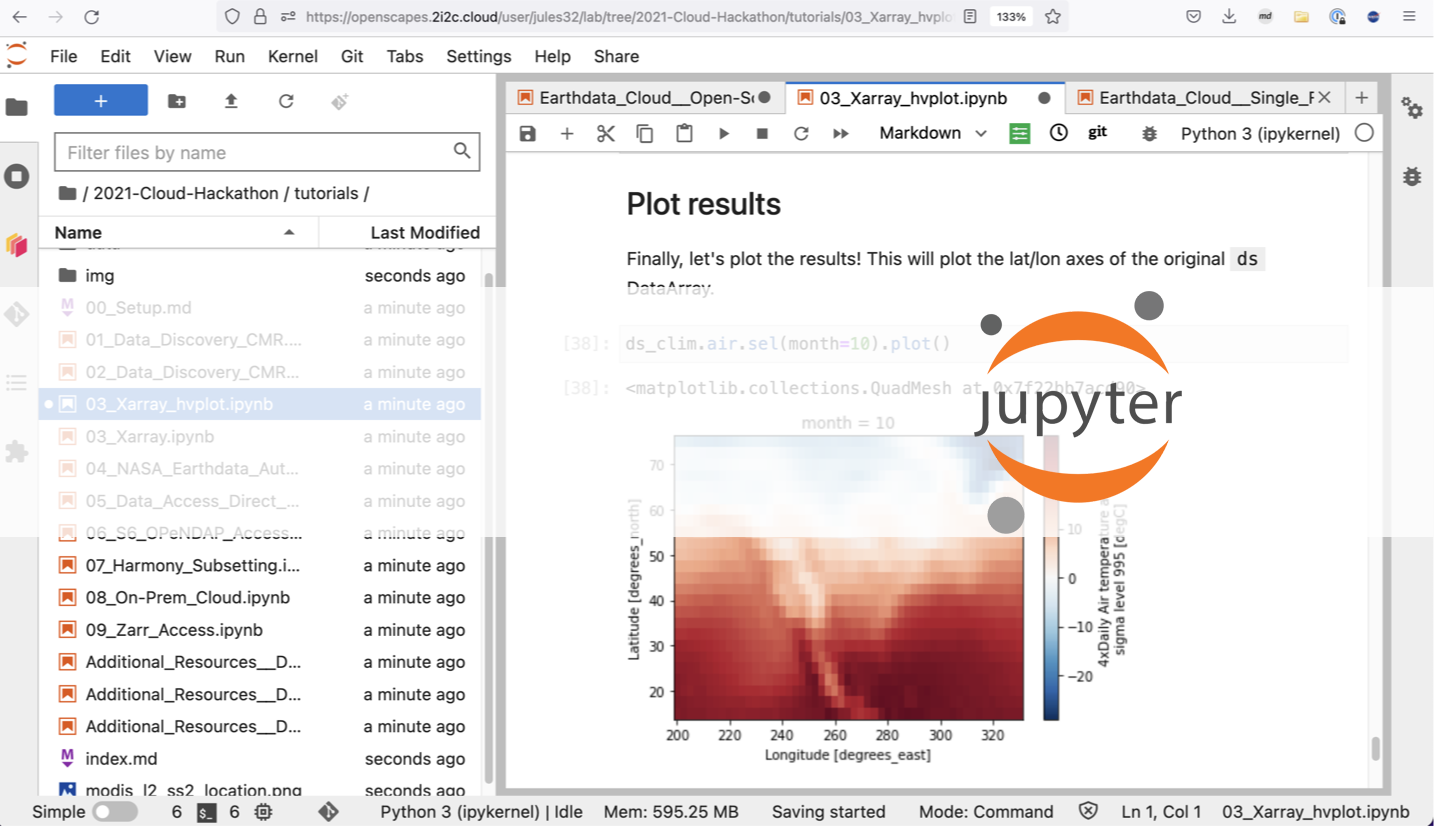 https://openscapes.2i2c.cloud/user/jules32/lab/tree/2021-Cloud-Hackathon/tutorials/03_Xarray_hvplo
133%
md
File Edit View Run Kernel Git Tabs Settings Help Share
+
Filter files by name
/ 2021-Cloud-Hackathon / tutorials /
Name Last Modified
img seconds ago
00_Setup.md a minute ago
01_Data_Discovery_CMR.... a minute ago
02_Data_Discovery_CMR... a minute ago
03_Xarray_hvplot.ipynb a minute ago
03_Xarray.ipynb a minute ago
04_NASA_Earthdata_Aut... a minute ago
05_Data_Access_Direct_... a minute ago
06_S6_OPeNDAP_Access... a minute ago
07_Harmony_Subsetting.i... a minute ago
08_On-Prem_Cloud.ipynb a minute ago
09_Zarr_Access.ipynb a minute ago
Additional_Resources__D... a minute ago
Additional_Resources__D... a minute ago
Additional_Resources__D... a minute ago
index.md seconds ago
modis_l2_ss2_location.png seconds ago
Earthdata_Cloud__Open-Sc 03_Xarray_hvplot.ipynb Earthdata_Cloud__Single_F
Markdown git Python 3 (ipykernel)
Plot results
Finally, let's plot the results! This will plot the lat/lon axes of the original ds
DataArray.
[38]: ds_clim.air.sel(month=10).plot()
[38]: <matplotlib.collections.QuadMesh at
jupyter
month = 10
70
60
50
40
30
20
Latitude [degrees_north]
200 220 240 260 280 300 320
Longitude [degrees_east]
10
0
−10
−20
4xDaily Air temperature
sigma level 995 [degC]
Simple 6 $_ 6 Python 3 (ipykernel) | Idle Mem: 595.25 MB Saving started Mode: Command Ln 1, Col 1 03_Xarray_hvplot.ipynb